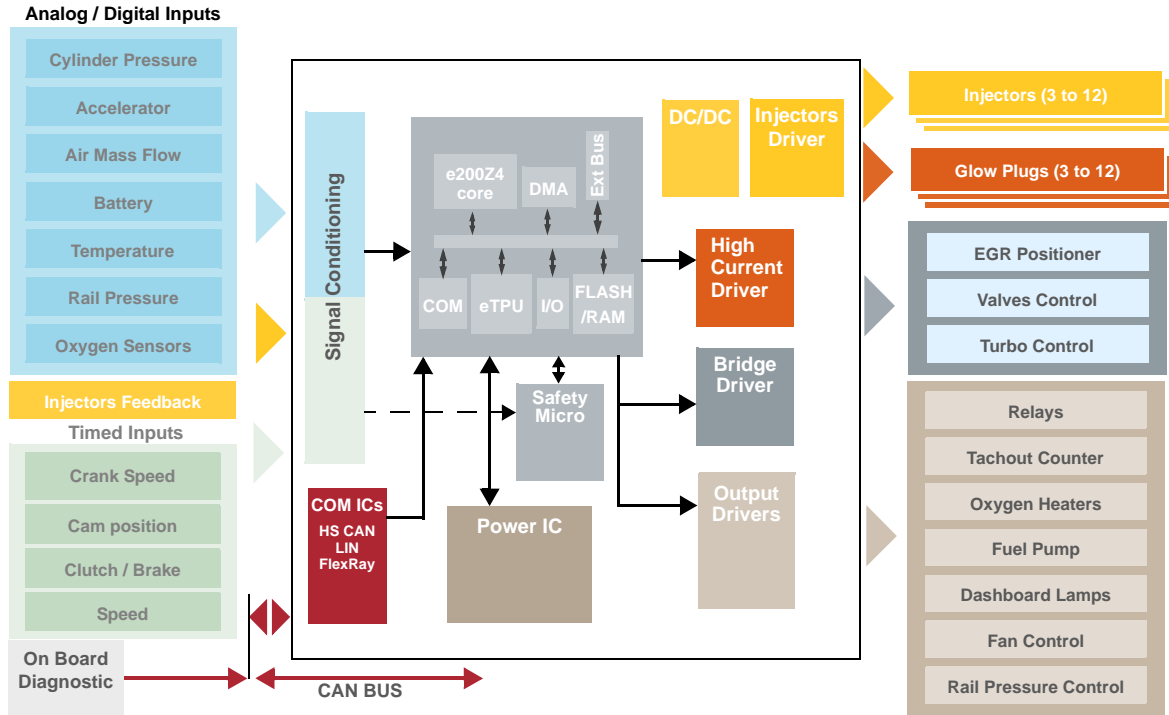 Analog / Digital Inputs
Cylinder Pressure
Accelerator
Air Mass Flow
Battery
Temperature
Rail Pressure
Oxygen Sensors
Injectors Feedback
Timed Inputs
Crank Speed
Cam position
Clutch / Brake
Speed
On Board
Diagnostic
CAN BUS
Signal Conditioning
COM ICs
HS CAN
LIN
FlexRay
e200Z4
core
DMA
Ext Bus
COM
eTPU
I/O
FLASH
/RAM
Safety
Micro
Power IC
DC/DC
Injectors
Driver
High
Current
Driver
Bridge
Driver
Output
Drivers
Injectors (3 to 12)
Glow Plugs (3 to 12)
EGR Positioner
Valves Control
Turbo Control
Relays
Tachout Counter
Oxygen Heaters
Fuel Pump
Dashboard Lamps
Fan Control
Rail Pressure Control